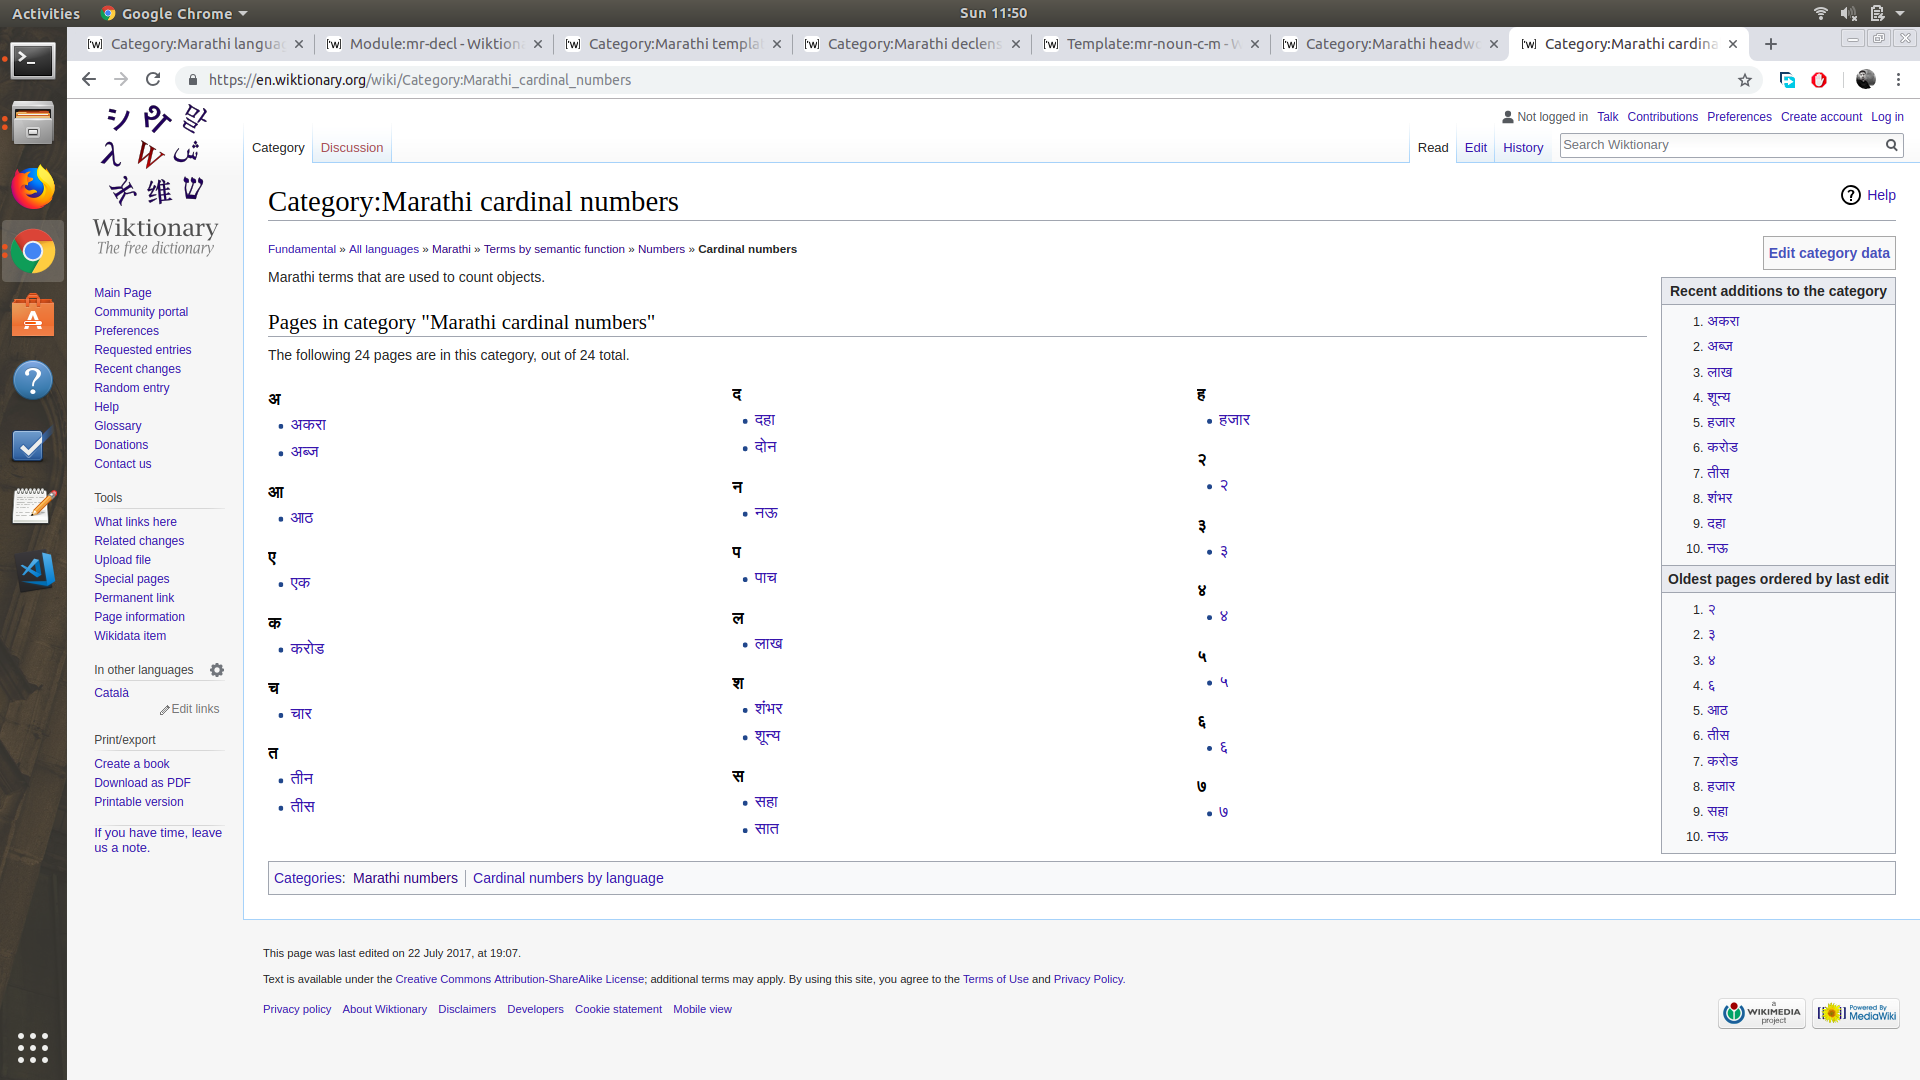 Activities Google Chrome Sun 11:50
Category:Marathi langua Module:mr-decl - Wiktion Category:Marathi templa Category:Marathi declens Template:mr-noun-c-m - W Category:Marathi headwo Category:Marathi cardina
https://en.wiktionary.org/wiki/Category:Marathi_cardinal_numbers
Not logged in Talk Contributions Preferences Create account Log in
Category Discussion Read Edit History Search Wiktionary
Wiktionary
The free dictionary
Main Page
Community portal
Preferences
Requested entries
Recent changes
Random entry
Help
Glossary
Donations
Contact us
Tools
What links here
Related changes
Upload file
Special pages
Permanent link
Page information
Wikidata item
In other languages
Català
Edit links
Print/export
Create a book
Download as PDF
Printable version
If you have time, leave
us a note.
Category:Marathi cardinal numbers
Help
Fundamental » All languages » Marathi » Terms by semantic function » Numbers » Cardinal numbers
Edit category data
Marathi terms that are used to count objects.
Pages in category "Marathi cardinal numbers"
The following 24 pages are in this category, out of 24 total.
अ
• अकरा
• अब्ज
आ
• आठ
ए
• एक
क
• करोड
च
• चार
त
• तीन
• तीस
द
• दहा
• दोन
न
• नऊ
प
• पाच
ल
• लाख
श
• शंभर
• शून्य
स
• सहा
• सात
ह
• हजार
२
• २
३
• ३
४
• ४
५
• ५
६
• ६
७
• ७
Recent additions to the category
1. अकरा
2. अब्ज
3. लाख
4. शून्य
5. हजार
6. करोड
7. तीस
8. शंभर
9. दहा
10. नऊ
Oldest pages ordered by last edit
1. २
2. ३
3. ४
4. ६
5. आठ
6. तीस
7. करोड
8. हजार
9. सहा
10. नऊ
Categories: Marathi numbers Cardinal numbers by language
This page was last edited on 22 July 2017, at 19:07.
Text is available under the Creative Commons Attribution-ShareAlike License; additional terms may apply. By using this site, you agree to the Terms of Use and Privacy Policy.
Privacy policy About Wiktionary Disclaimers Developers Cookie statement Mobile view
a
WIKIMEDIA
project
Powered By
MediaWiki